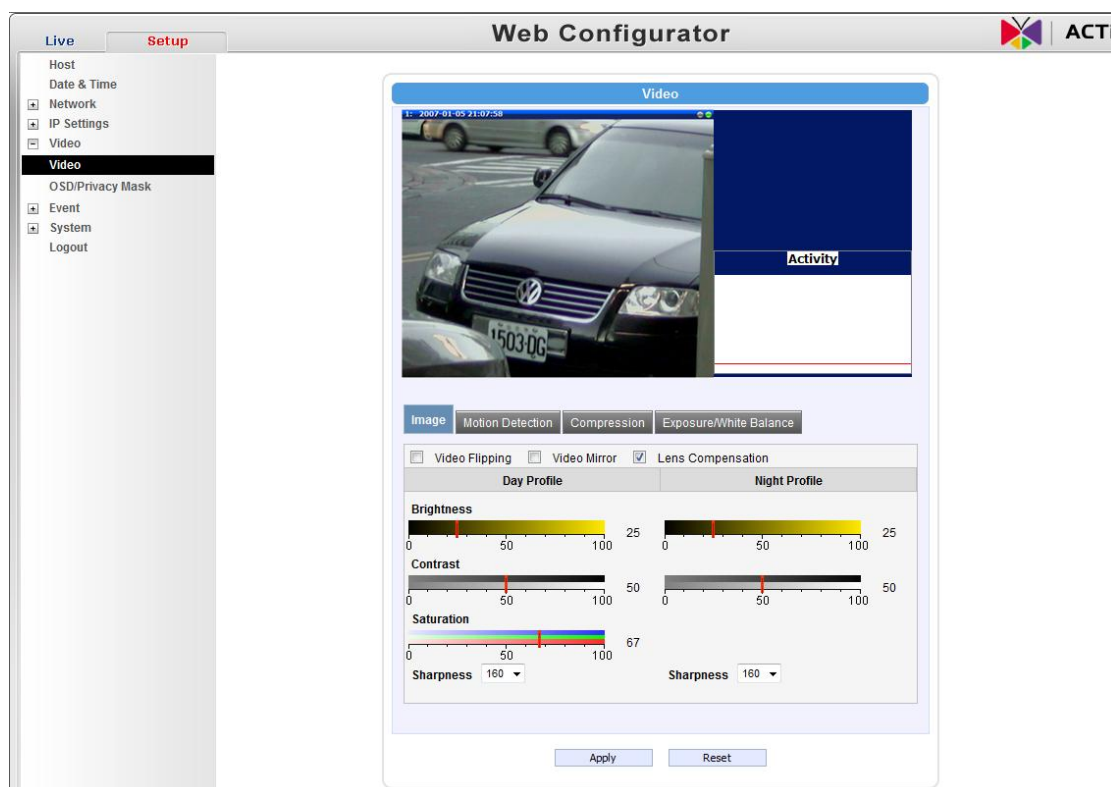 Live
Setup
Web Configurator
ACTi
Host
Date & Time
Network
IP Settings
Video
Video
OSD/Privacy Mask
Event
System
Logout
Video
1: 2007-01-05 21:07:58
1503·DG
Activity
Image
Motion Detection
Compression
Exposure/White Balance
Video Flipping
Video Mirror
Lens Compensation
Day Profile
Night Profile
Brightness
0 50 100 25
0 50 100 25
Contrast
0 50 100 50
0 50 100 50
Saturation
0 50 100 67
Sharpness 160
Sharpness 160
Apply
Reset